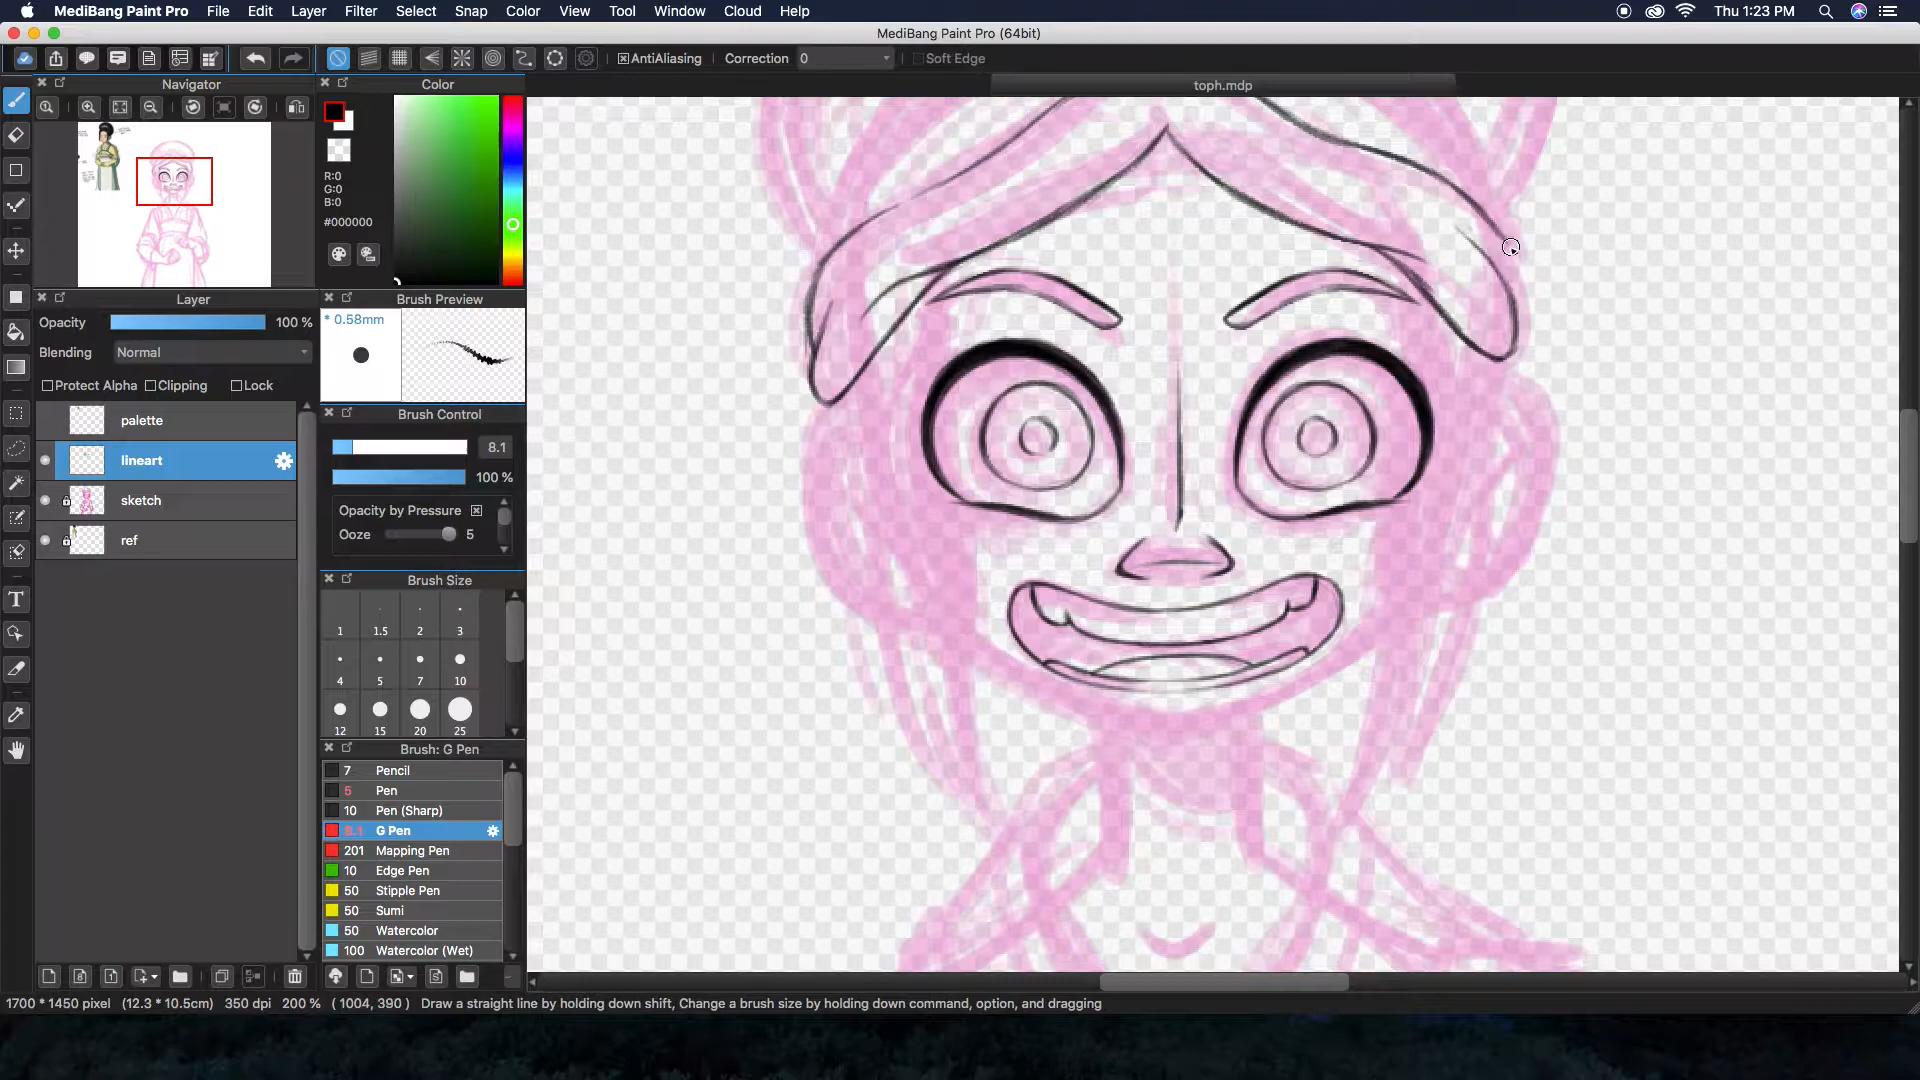 MediBang Paint Pro File Edit Layer Filter Select Snap Color View Tool Window Cloud Help Thu 1:23 PM
MediBang Paint Pro (64bit)
AntiAliasing Correction 0 Soft Edge
Navigator
Color
toph.mdp
R:0
G:0
B:0
#000000
Layer
Opacity 100 %
Blending Normal
Protect Alpha Clipping Lock
palette
lineart
sketch
ref
Brush Preview
* 0.58mm
Brush Control
8.1
100 %
Opacity by Pressure
Ooze 5
Brush Size
1 1.5 2 3
4 5 7 10
12 15 20 25
Brush: G Pen
7 Pencil
5 Pen
10 Pen (Sharp)
8.1 G Pen
201 Mapping Pen
10 Edge Pen
50 Stipple Pen
50 Sumi
50 Watercolor
100 Watercolor (Wet)
1700 * 1450 pixel (12.3 * 10.5cm) 350 dpi 200 % ( 1004, 390 ) Draw a straight line by holding down shift, Change a brush size by holding down command, option, and dragging